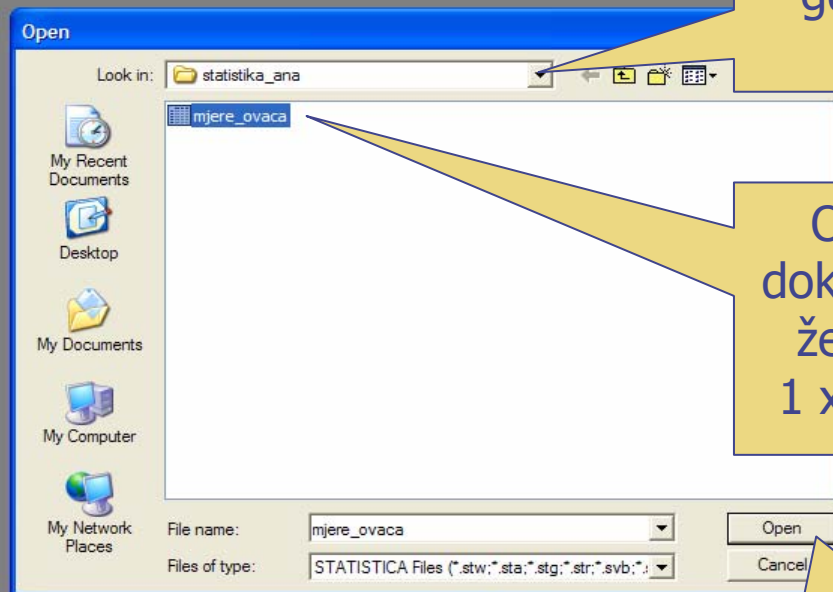 Open
Look in:
statistika_ana
mjere_ovaca
My Recent
Documents
Desktop
My Documents
My Computer
My Network
Places
File name:
mjere_ovaca
Open
Files of type:
STATISTICA Files (*.stw;*.sta;*.stg;*.str;*.svb;*.
Cancel
1 x